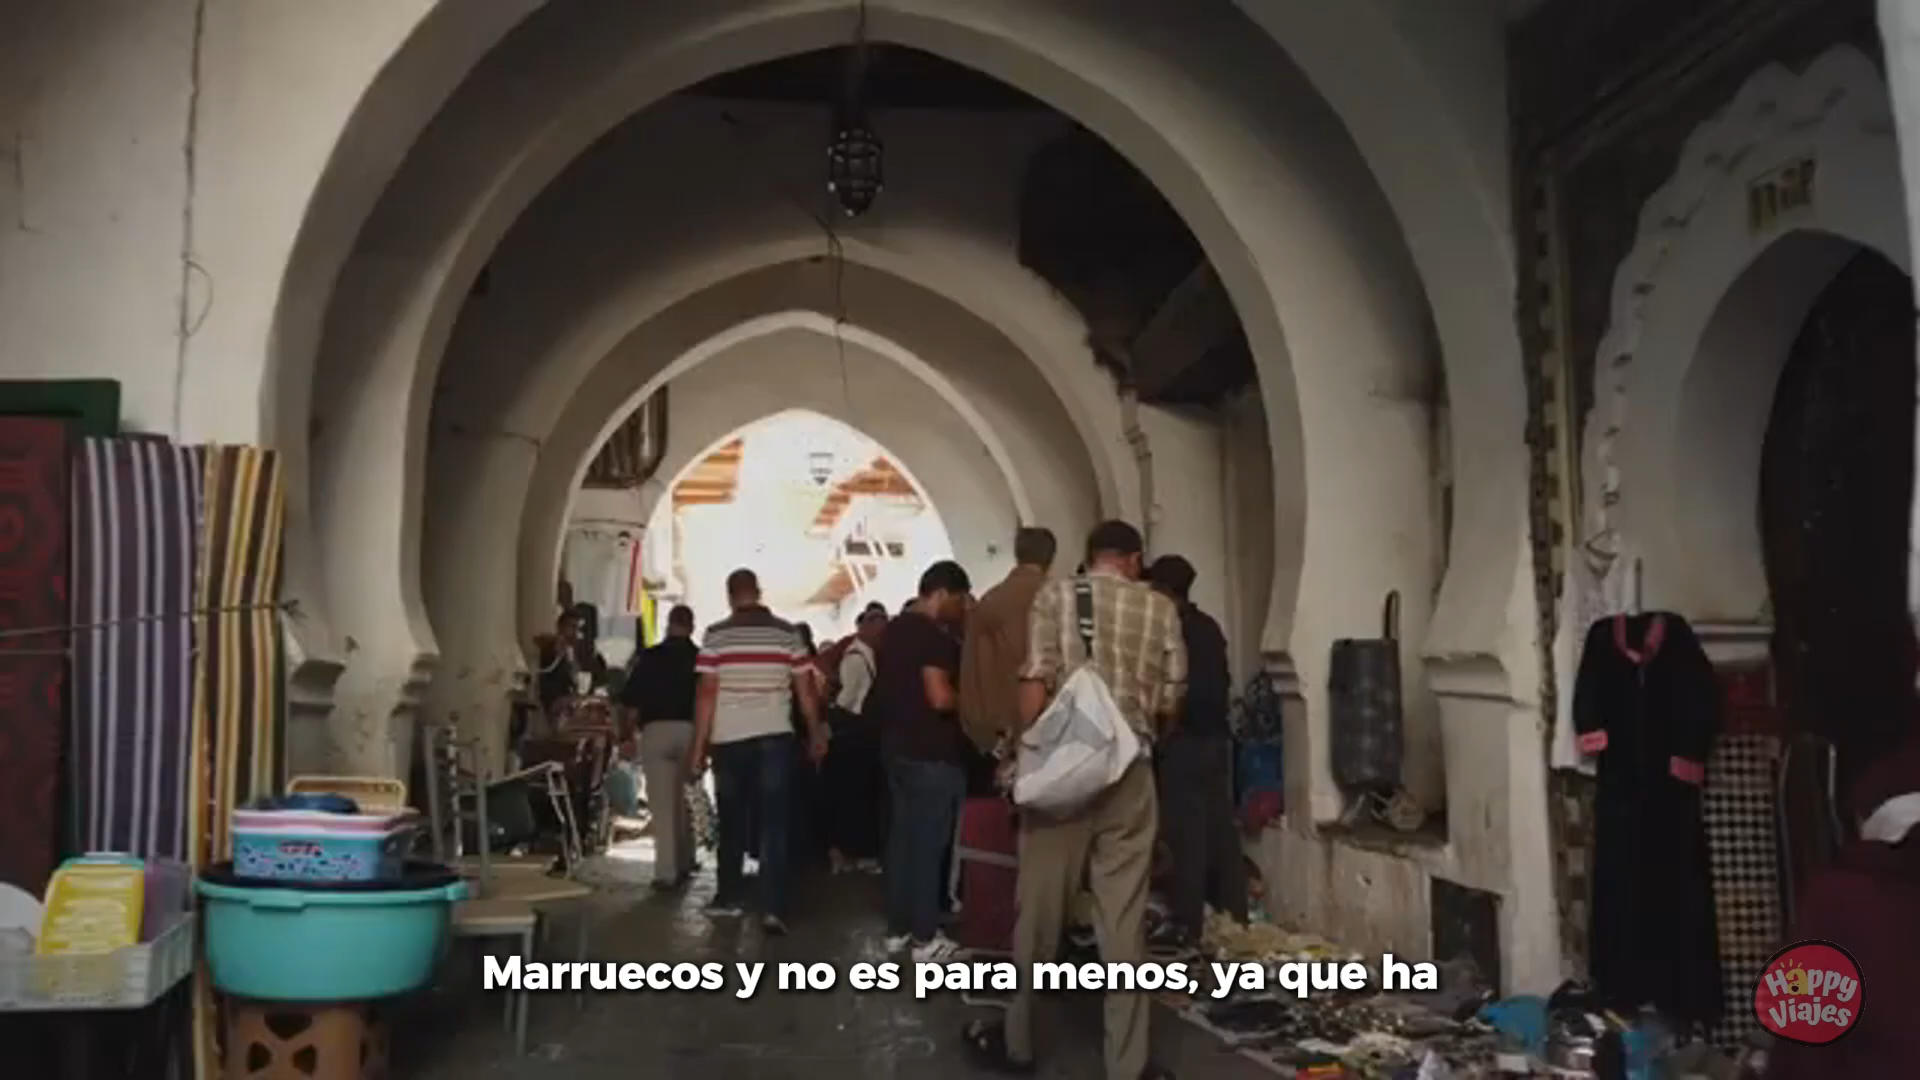 Marruecos y no es para menos, ya que ha
Happy
Viajes